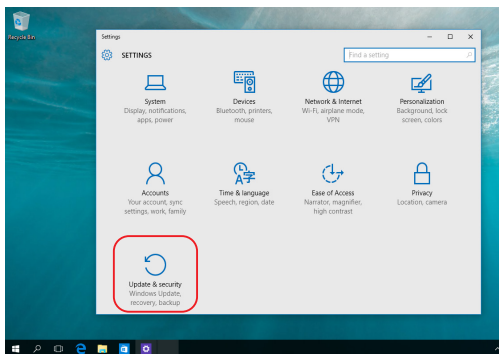 Recycle Bin
Settings
SETTINGS
Find a setting
System
Display, notifications,
apps, power
Devices
Bluetooth, printers,
mouse
Network & Internet
Wi-Fi, airplane mode,
VPN
Personalization
Background, lock
screen, colors
Accounts
Your account, sync
settings, work, family
Time & language
Speech, region, date
Ease of Access
Narrator, magnifier,
high contrast
Privacy
Location, camera
Update & security
Windows Update,
recovery, backup